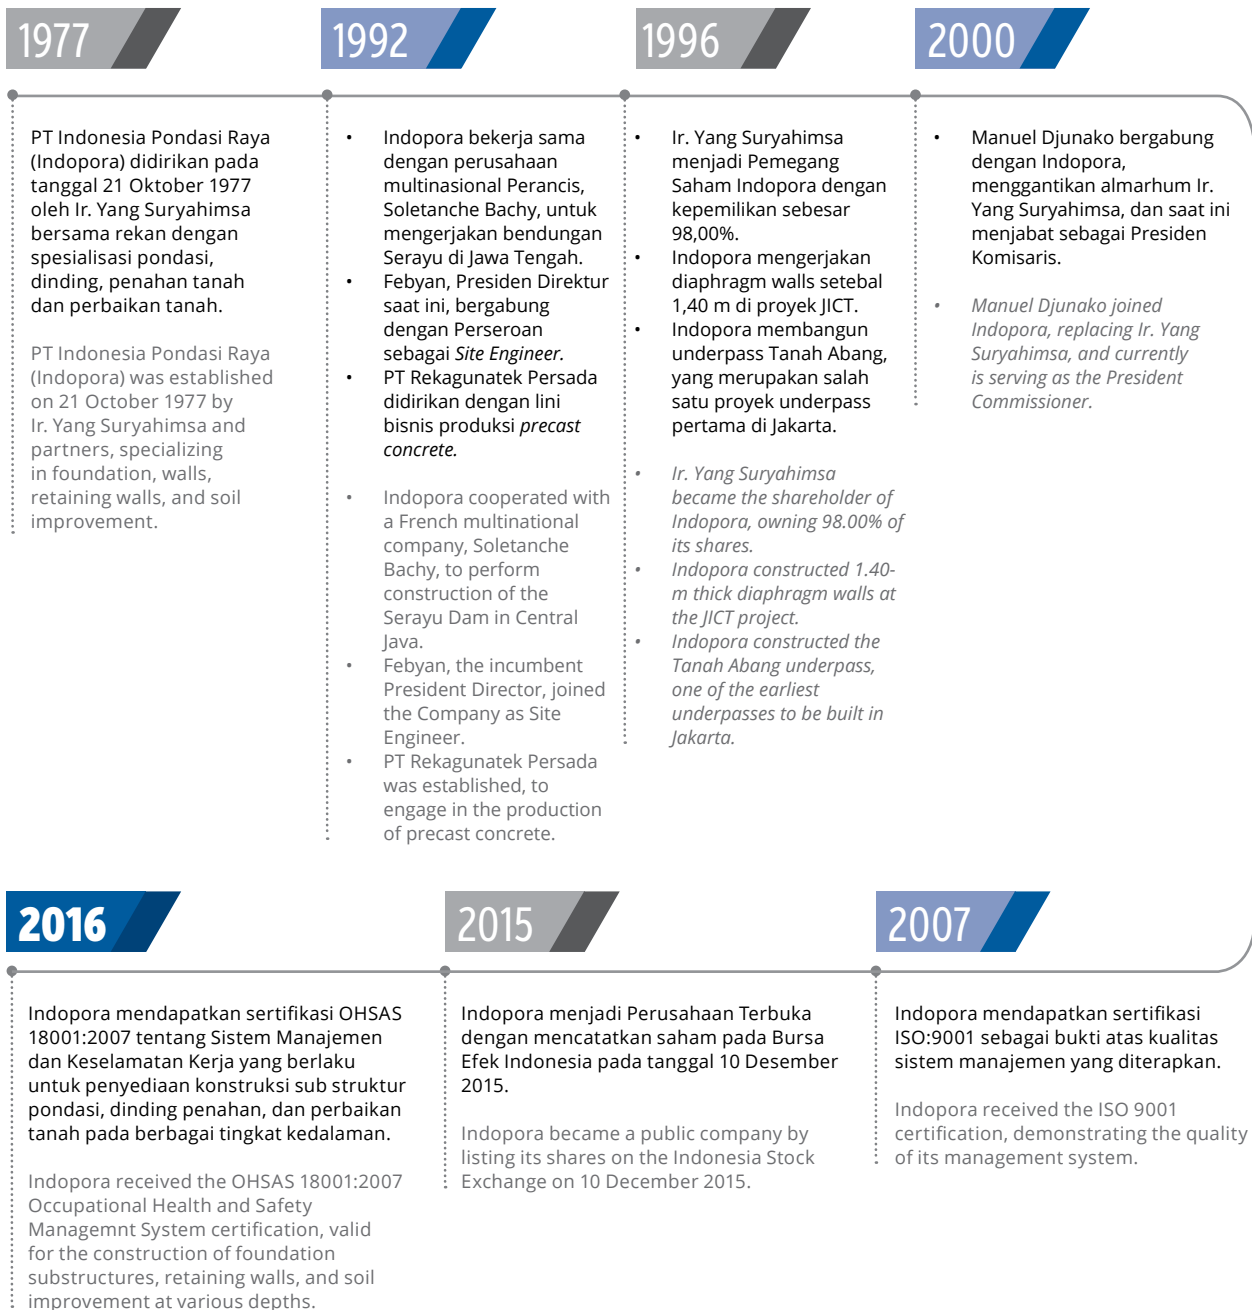 1977
PT Indonesia Pondasi Raya
(Indopora) didirikan pada
tanggal 21 Oktober 1977
oleh Ir. Yang Suryahimsa
bersama rekan dengan
spesialisasi pondasi,
dinding, penahan tanah
dan perbaikan tanah.
PT Indonesia Pondasi Raya
(Indopora) was established
on 21 October 1977 by
Ir. Yang Suryahimsa and
partners, specializing
in foundation, walls,
retaining walls, and soil
improvement.
1992
• Indopora bekerja sama
dengan perusahaan
multinasional Perancis,
Soletanche Bachy, untuk
mengerjakan bendungan
Serayu di Jawa Tengah.
• Febyan, Presiden Direktur
saat ini, bergabung
dengan Perseroan
sebagai Site Engineer.
• PT Rekagunatek Persada
didirikan dengan lini
bisnis produksi precast
concrete.
• Indopora cooperated with
a French multinational
company, Soletanche
Bachy, to perform
construction of the
Serayu Dam in Central
Java.
• Febyan, the incumbent
President Director, joined
the Company as Site
Engineer.
• PT Rekagunatek Persada
was established, to
engage in the production
of precast concrete.
1996
• Ir. Yang Suryahimsa
menjadi Pemegang
Saham Indopora dengan
kepemilikan sebesar
98,00%.
• Indopora mengerjakan
diaphragm walls setebal
1,40 m di proyek JICT.
• Indopora membangun
underpass Tanah Abang,
yang merupakan salah
satu proyek underpass
pertama di Jakarta.
• Ir. Yang Suryahimsa
became the shareholder of
Indopora, owning 98.00% of
its shares.
• Indopora constructed 1.40-
m thick diaphragm walls at
the JICT project.
• Indopora constructed the
Tanah Abang underpass,
one of the earliest
underpasses to be built in
Jakarta.
2000
• Manuel Djunako bergabung
dengan Indopora,
menggantikan almarhum Ir.
Yang Suryahimsa, dan saat ini
menjabat sebagai Presiden
Komisaris.
• Manuel Djunako joined
Indopora, replacing Ir. Yang
Suryahimsa, and currently
is serving as the President
Commissioner.
2016
Indopora mendapatkan sertifikasi OHSAS
18001:2007 tentang Sistem Manajemen
dan Keselamatan Kerja yang berlaku
untuk penyediaan konstruksi sub struktur
pondasi, dinding penahan, dan perbaikan
tanah pada berbagai tingkat kedalaman.
Indopora received the OHSAS 18001:2007
Occupational Health and Safety
Managemnt System certification, valid
for the construction of foundation
substructures, retaining walls, and soil
improvement at various depths.
2015
Indopora menjadi Perusahaan Terbuka
dengan mencatatkan saham pada Bursa
Efek Indonesia pada tanggal 10 Desember
2015.
Indopora became a public company by
listing its shares on the Indonesia Stock
Exchange on 10 December 2015.
2007
Indopora mendapatkan sertifikasi
ISO:9001 sebagai bukti atas kualitas
sistem manajemen yang diterapkan.
Indopora received the ISO 9001
certification, demonstrating the quality
of its management system.